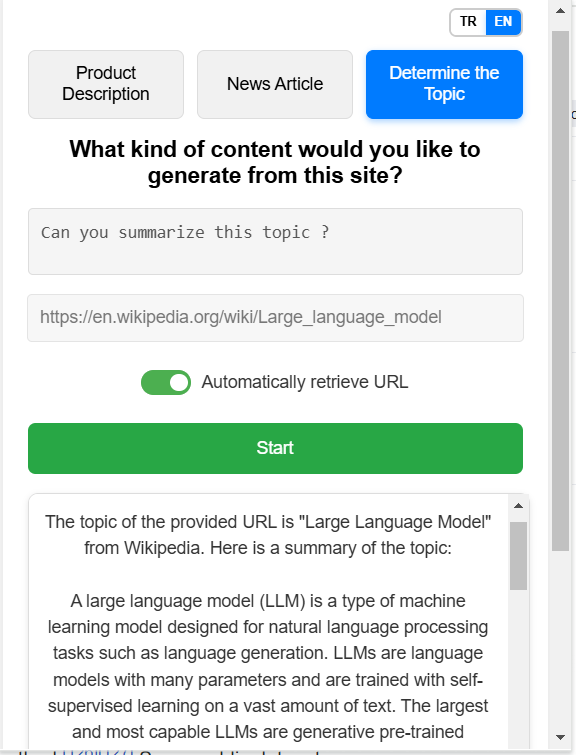 TR EN
Product
Description
News Article
Determine the
Topic
What kind of content would you like to
generate from this site?
Can you summarize this topic ?
https://en.wikipedia.org/wiki/Large_language_model
Automatically retrieve URL
Start
The topic of the provided URL is "Large Language Model"
from Wikipedia. Here is a summary of the topic:
A large language model (LLM) is a type of machine
learning model designed for natural language processing
tasks such as language generation. LLMs are language
models with many parameters and are trained with self-
supervised learning on a vast amount of text. The largest
and most capable LLMs are generative pre-trained